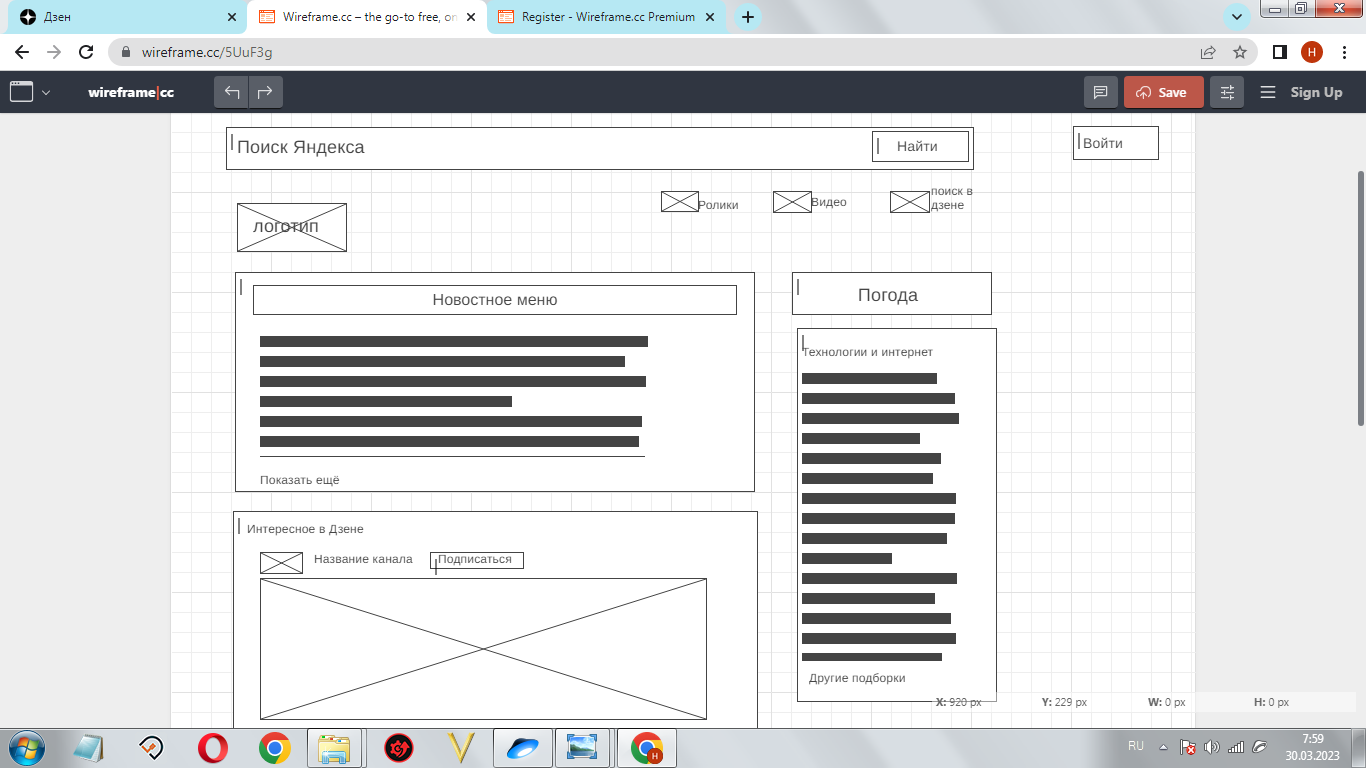 Дзен
Wireframe.cc – the go-to free, on
Register - Wireframe.cc Premium
wireframe.cc/5UuF3g
H
wireframe|cc
Save
Sign Up
Поиск Яндекса
Найти
Войти
Ролики
Видео
поиск в
дзене
логотип
Новостное меню
Погода
Технологии и интернет
Показать ещё
Интересное в Дзене
Название канала
Подписаться
Другие подборки
X: 920 px
Y: 229 px
W: 0 px
H: 0 px
RU
7:59
30.03.2023